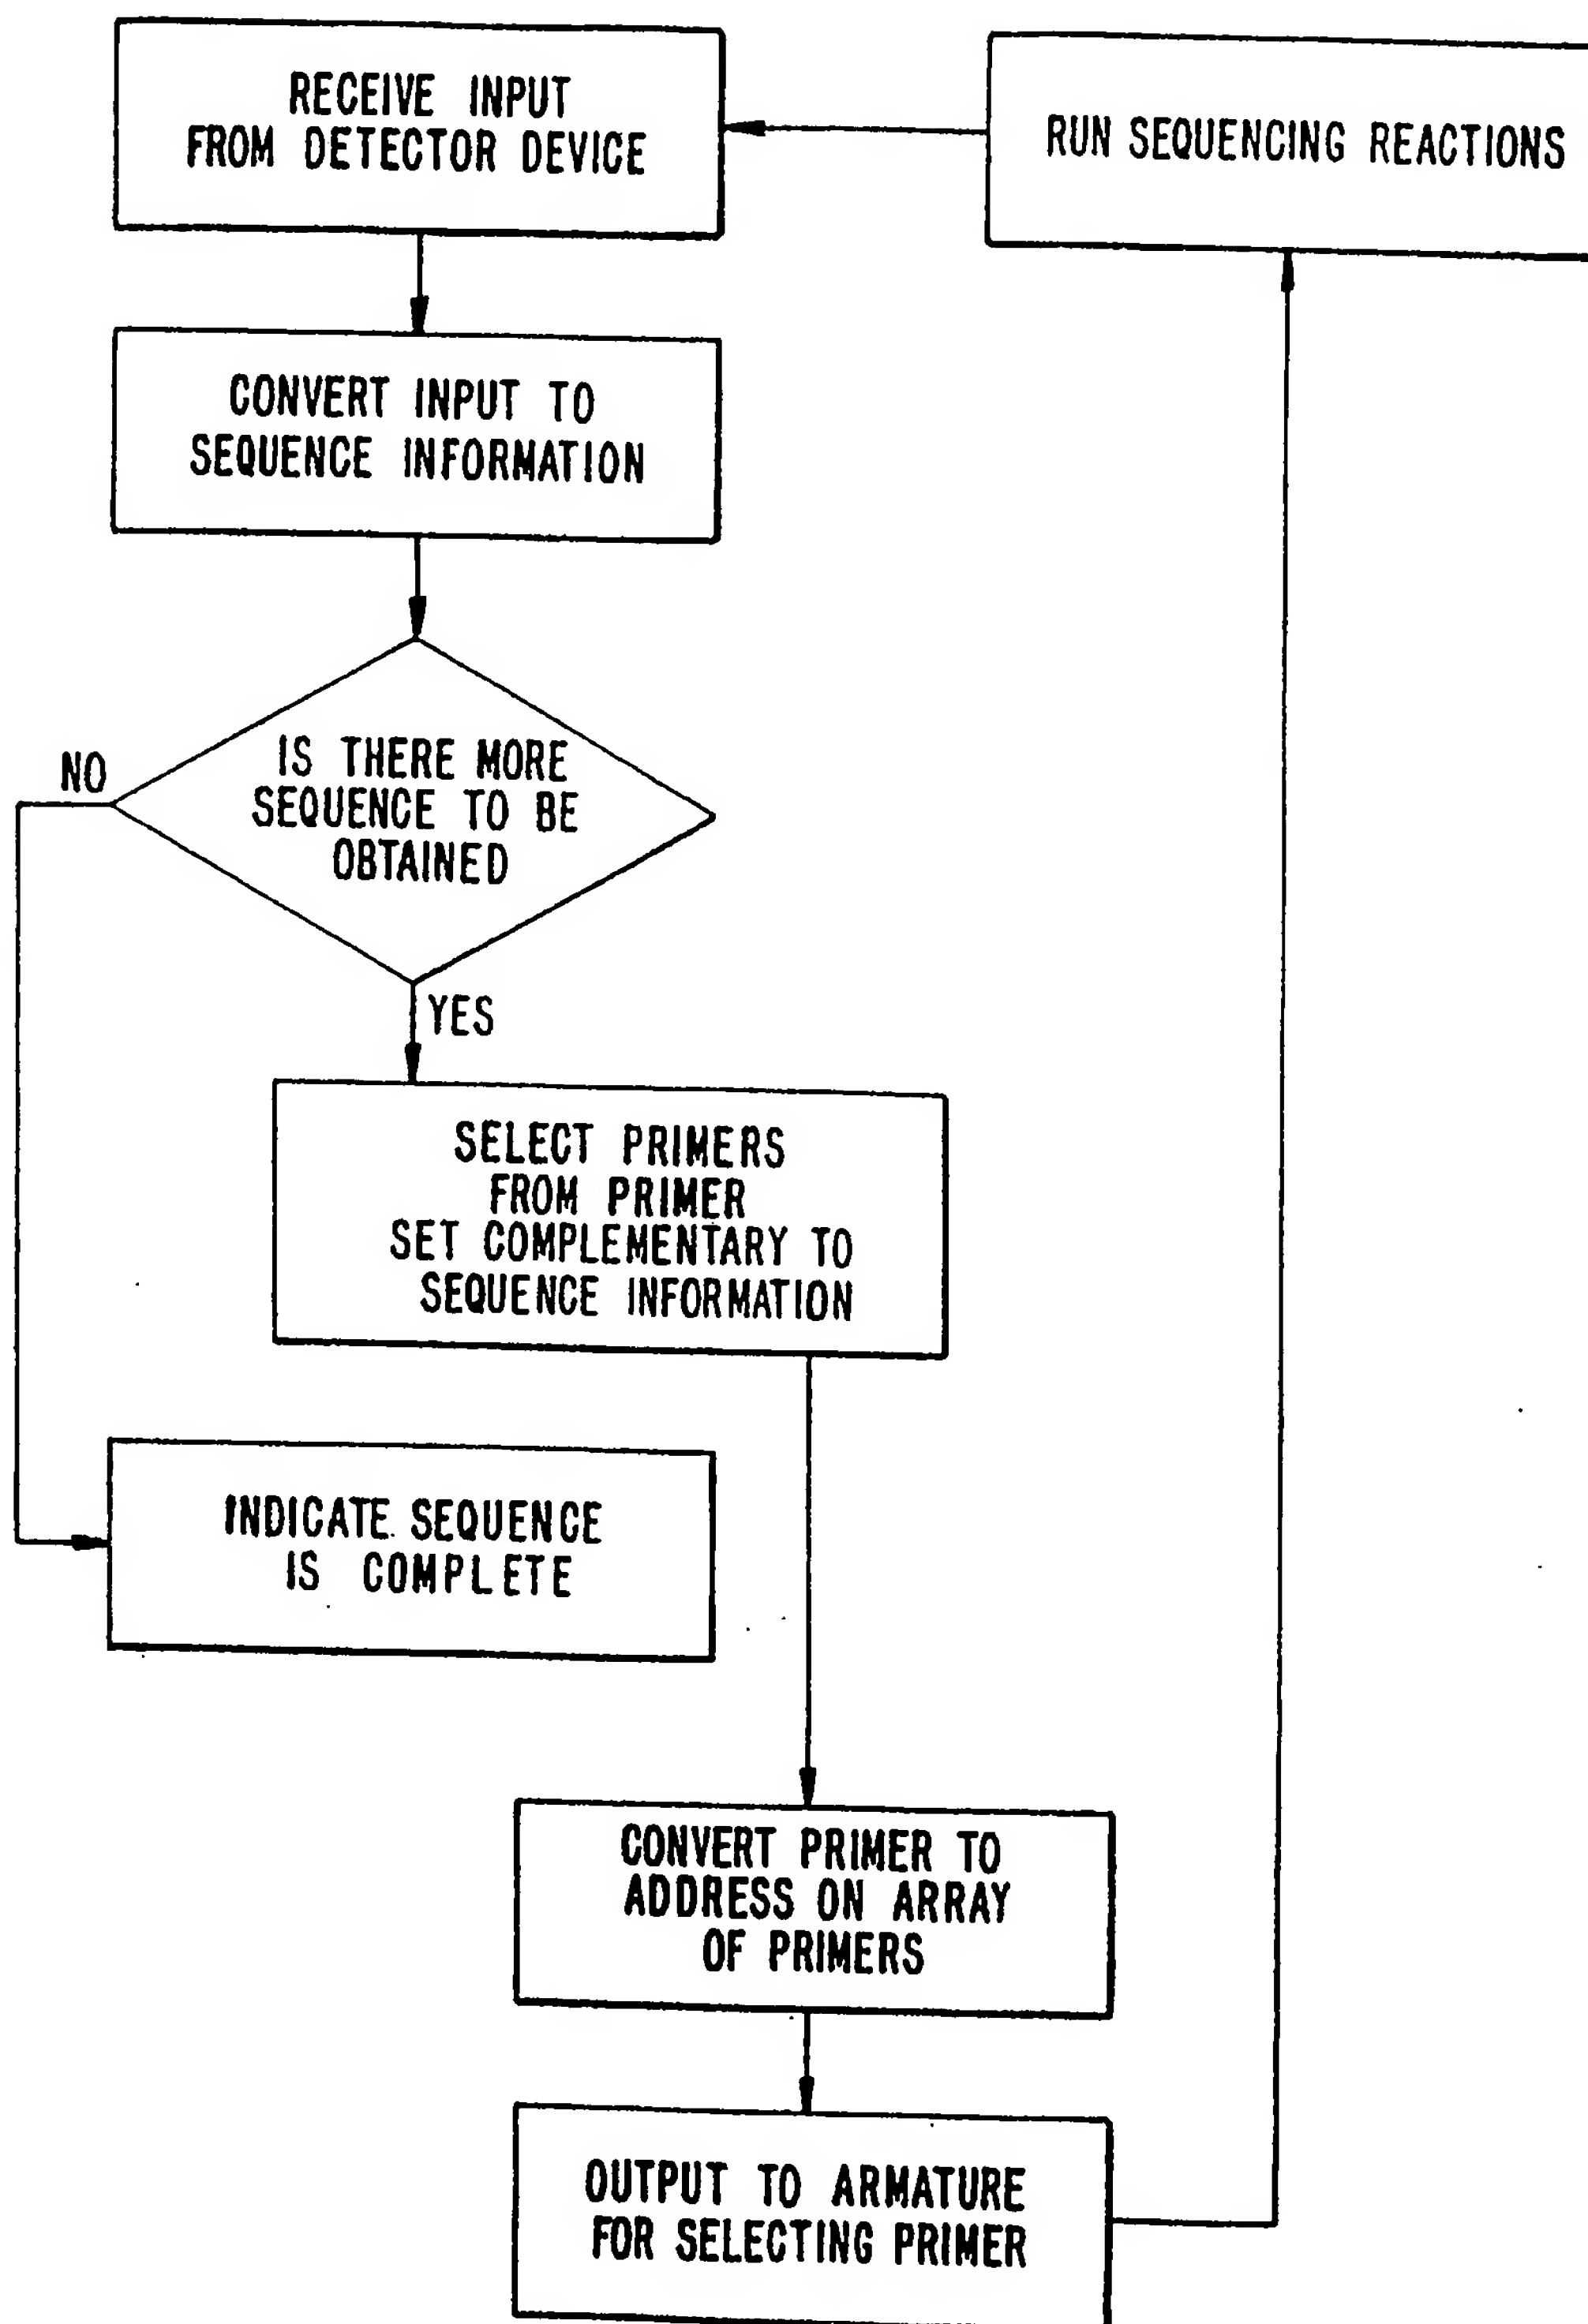 RECEIVE INPUT
FROM DETECTOR DEVICE
RUN SEQUENCING REACTIONS
CONVERT INPUT TO
SEQUENCE INFORMATION
NO
IS THERE MORE
SEQUENCE TO BE
OBTAINED
YES
SELECT PRIMERS
FROM PRIMER
SET COMPLEMENTARY TO
SEQUENCE INFORMATION
INDICATE SEQUENCE
IS COMPLETE
CONVERT PRIMER TO
ADDRESS ON ARRAY
OF PRIMERS
OUTPUT TO ARMATURE
FOR SELECTING PRIMER